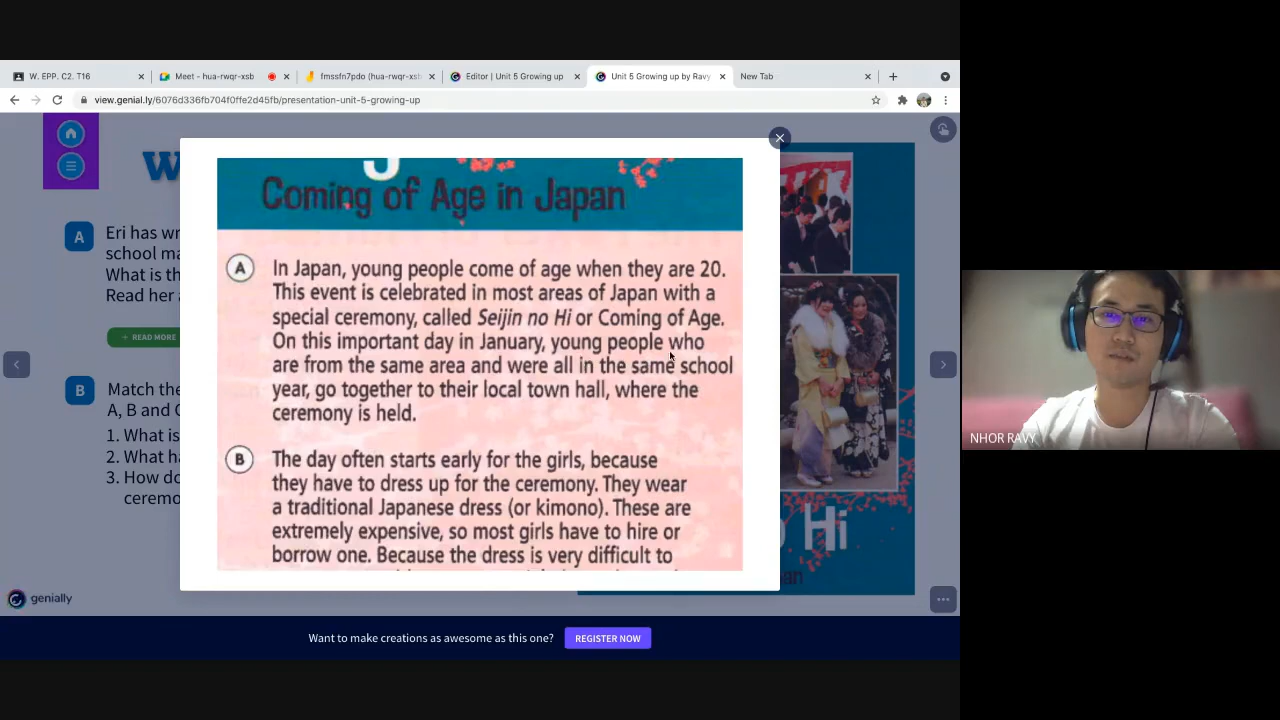 W. EPP. C2. T16
Meet - hua-rwqr-xsb
fmssfn7pdo (hua-rwqr-xsb
Editor | Unit 5 Growing up
Unit 5 Growing up by Ravy
New Tab
view.genial.ly/6076d336fb704f0ffe2d45fb/presentation-unit-5-growing-up
W
A
Eri has wr
school ma
What is th
Read her a
+ READ MORE
B
Match the
A, B and C
1. What is
2. What ha
3. How do
ceremo
Coming of Age in Japan
A
In Japan, young people come of age when they are 20.
This event is celebrated in most areas of Japan with a
special ceremony, called Seijin no Hi or Coming of Age.
On this important day in January, young people who
are from the same area and were all in the same school
year, go together to their local town hall, where the
ceremony is held.
B
The day often starts early for the girls, because
they have to dress up for the ceremony. They wear
a traditional Japanese dress (or kimono). These are
extremely expensive, so most girls have to hire or
borrow one. Because the dress is very difficult to
Hi
an
genially
Want to make creations as awesome as this one?
REGISTER NOW
NHOR RAVY